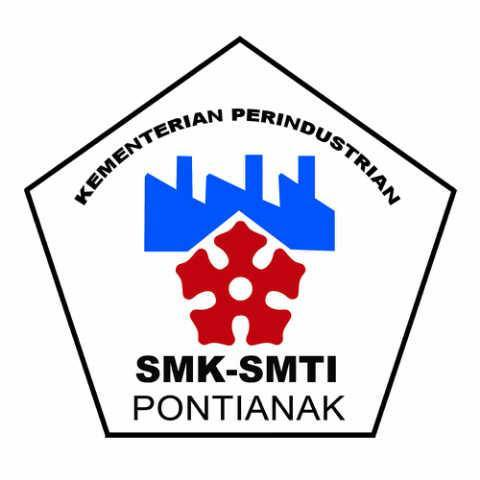 KEMENTERIAN PERINDUSTRIAN
SMK-SMTI
PONTIANAK